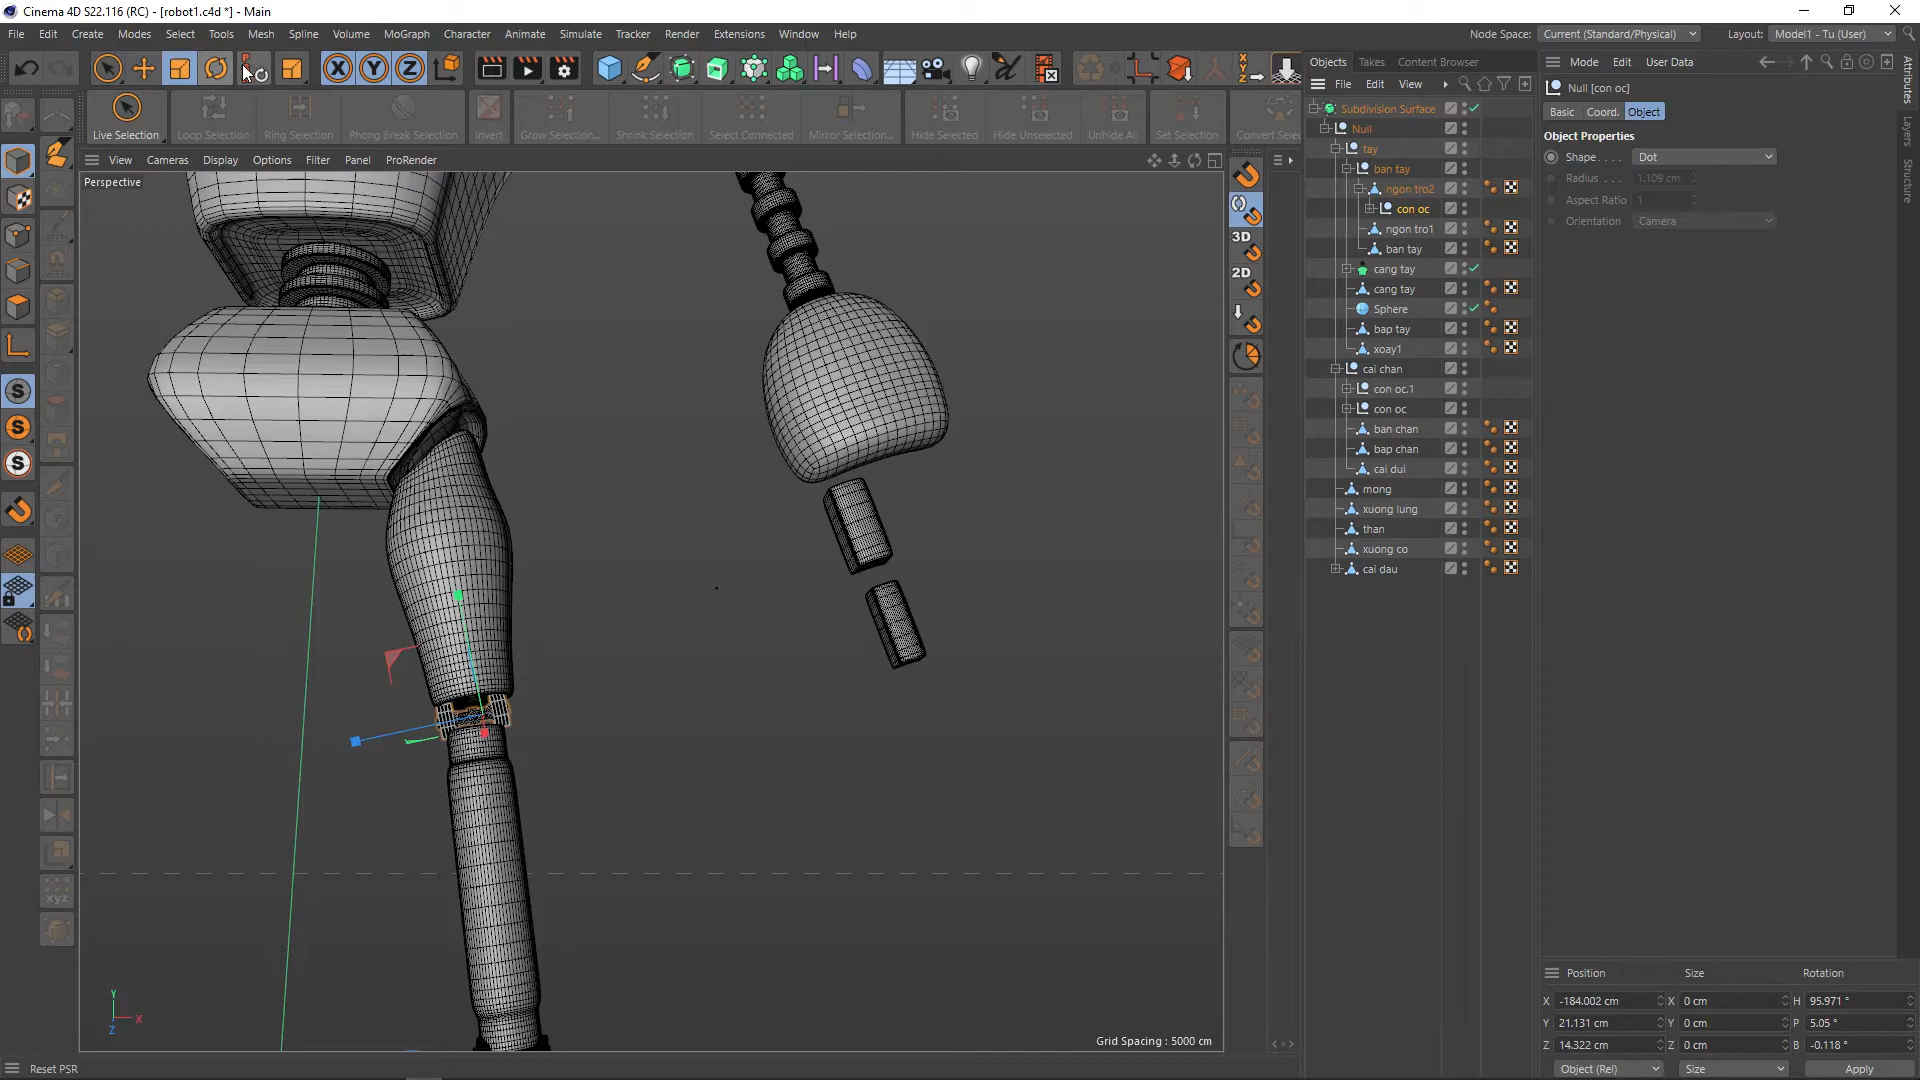 Cinema 4D S22.116 (RC) - [robot1.c4d *] - Main
File Edit Create Modes Select Tools Mesh Spline Volume MoGraph Character Animate Simulate Tracker Render Extensions Window Help
Node Space: Current (Standard/Physical) Layout: Model1 - Tu (User)
Live Selection Loop Selection Ring Selection Phong Break Selection Invert Grow Selection... Shrink Selection Select Connected Mirror Selection... Hide Selected Hide Unselected Unhide All Set Selection Convert Sele
View Cameras Display Options Filter Panel ProRender
Perspective
3D
2D
Objects Takes Content Browser
File Edit View
Subdivision Surface
Null
tay
ban tay
ngon tro2
con oc
ngon tro1
ban tay
cang tay
cang tay
Sphere
bap tay
xoay1
cai chan
con oc.1
con oc
ban chan
bap chan
cai dui
mong
xuong lung
than
xuong co
cai dau
Mode Edit User Data
Null [con oc]
Basic Coord. Object
Object Properties
Shape . . . . Dot
Radius . . . 1.109 cm
Aspect Ratio 1
Orientation Camera
Attributes
Layers
Structure
Grid Spacing : 5000 cm
Y
X
Z
Position Size Rotation
X -184.002 cm X 0 cm H 95.971 °
Y 21.131 cm Y 0 cm P 5.05 °
Z 14.322 cm Z 0 cm B -0.118 °
Object (Rel) Size Apply
Reset PSR